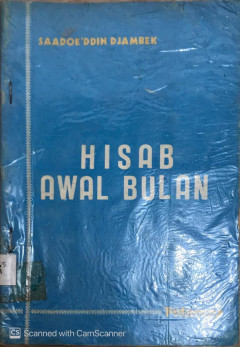 SAADOE'DDIN DJAMBEK
HISAB
AWAL BULAN
CS Scanned with CamScanner